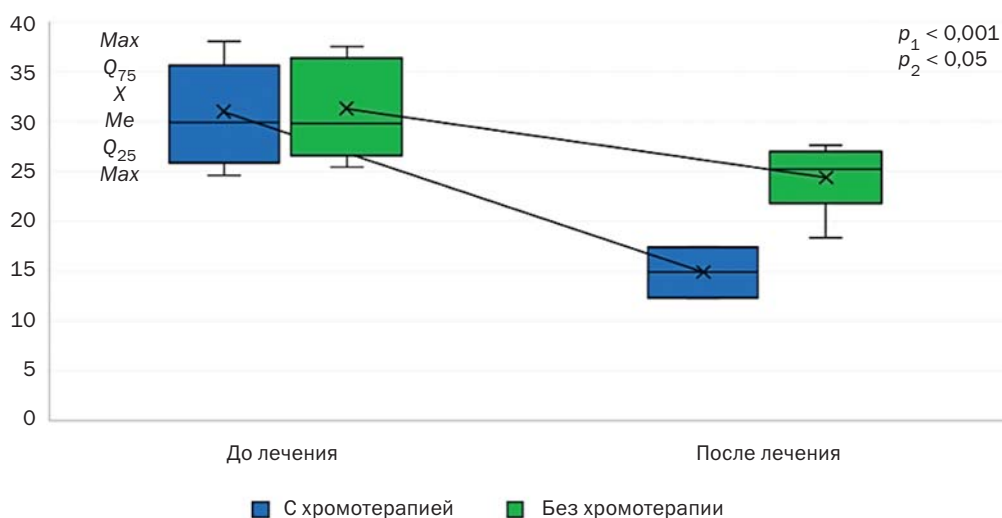 40
35
30
25
20
15
10
5
0
Max
Q75
X
Me
Q25
Max
p1 < 0,001
p2 < 0,05
До лечения
После лечения
С хромотерапией
Без хромотерапии